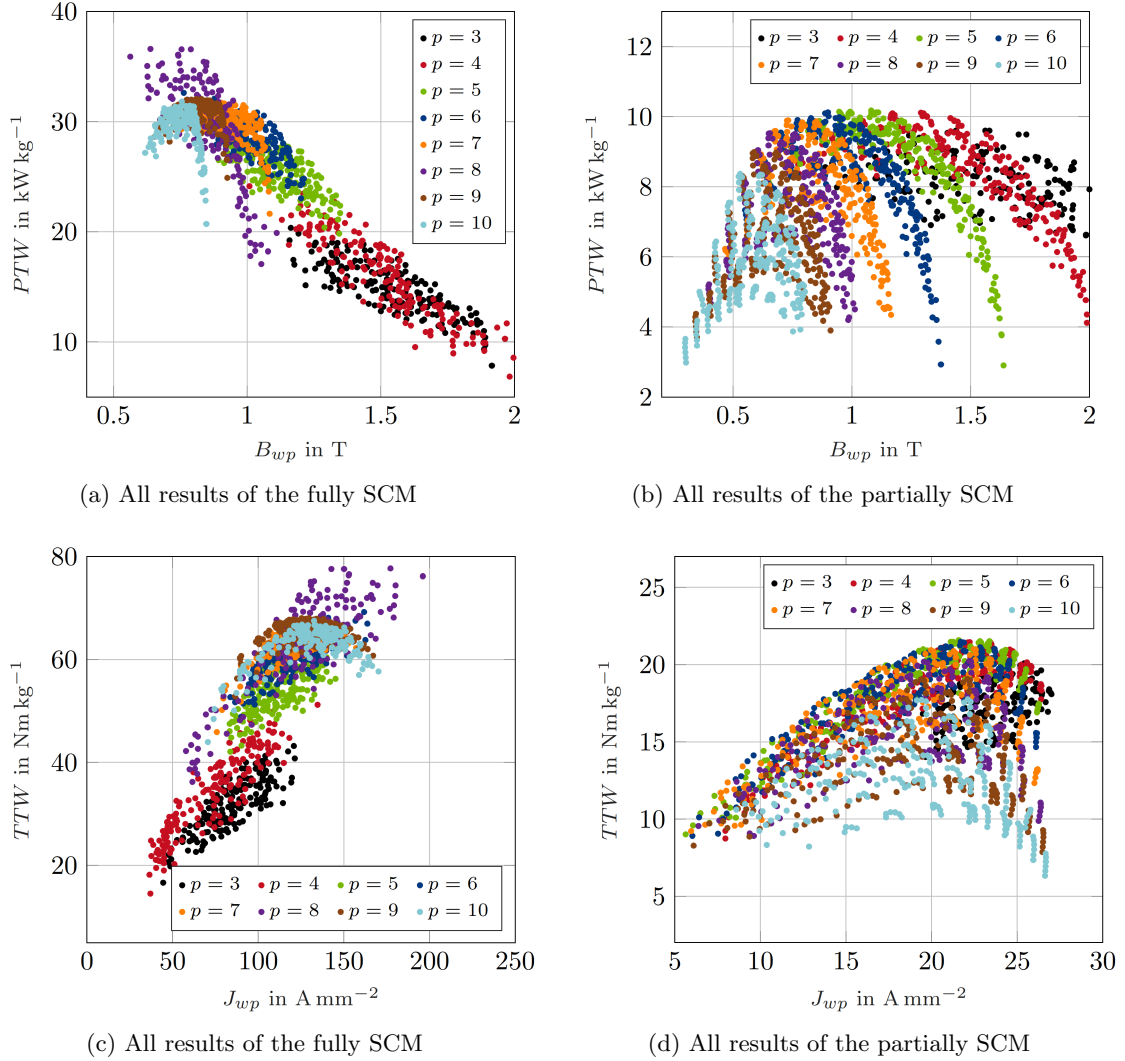 PTW in kW kg⁻¹
40
30
20
10
0.5 1 1.5 2
B_wp in T
p = 3
p = 4
p = 5
p = 6
p = 7
p = 8
p = 9
p = 10
(a) All results of the fully SCM
PTW in kW kg⁻¹
12
10
8
6
4
2
0.5 1 1.5 2
B_wp in T
p = 3 p = 4 p = 5 p = 6
p = 7 p = 8 p = 9 p = 10
(b) All results of the partially SCM
TTW in Nm kg⁻¹
80
60
40
20
0 50 100 150 200 250
J_wp in A mm⁻²
p = 3 p = 4 p = 5 p = 6
p = 7 p = 8 p = 9 p = 10
(c) All results of the fully SCM
TTW in Nm kg⁻¹
25
20
15
10
5
5 10 15 20 25 30
J_wp in A mm⁻²
p = 3 p = 4 p = 5 p = 6
p = 7 p = 8 p = 9 p = 10
(d) All results of the partially SCM